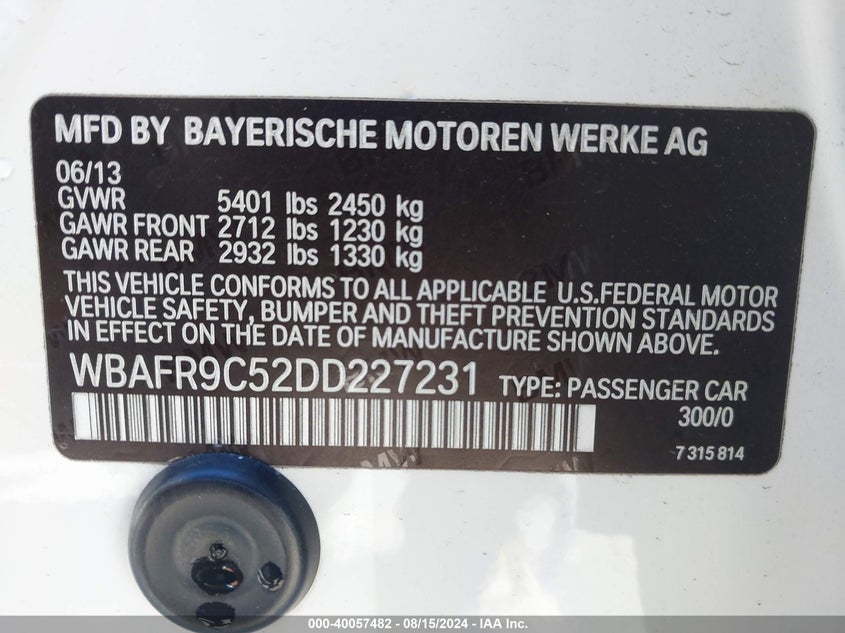 MFD BY BAYERISCHE MOTOREN WERKE AG
06/13
GVWR 5401 lbs 2450 kg
GAWR FRONT 2712 lbs 1230 kg
GAWR REAR 2932 lbs 1330 kg
THIS VEHICLE CONFORMS TO ALL APPLICABLE U.S.FEDERAL MOTOR
VEHICLE SAFETY, BUMPER AND THEFT PREVENTION STANDARDS
IN EFFECT ON THE DATE OF MANUFACTURE SHOWN ABOVE.
WBAFR9C52DD227231 TYPE: PASSENGER CAR
300/0
7 315 814
000-40057482 - 08/15/2024 - IAA Inc.